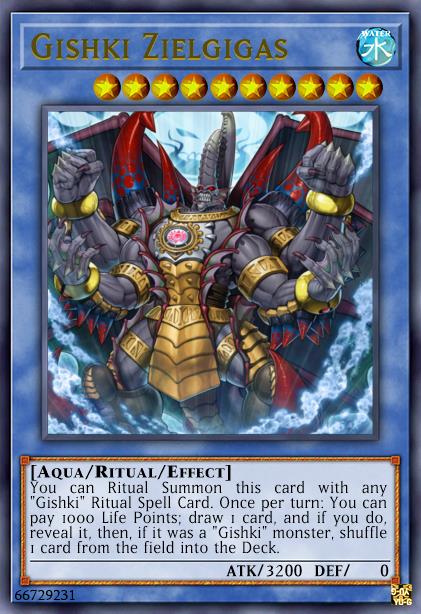 Gishki Zielgigas
WATER
水
[Aqua/Ritual/Effect]
You can Ritual Summon this card with any
"Gishki" Ritual Spell Card. Once per turn: You can
pay 1000 Life Points; draw 1 card, and if you do,
reveal it, then, if it was a "Gishki" monster, shuffle
1 card from the field into the Deck.
ATK/3200 DEF/ 0
66729231